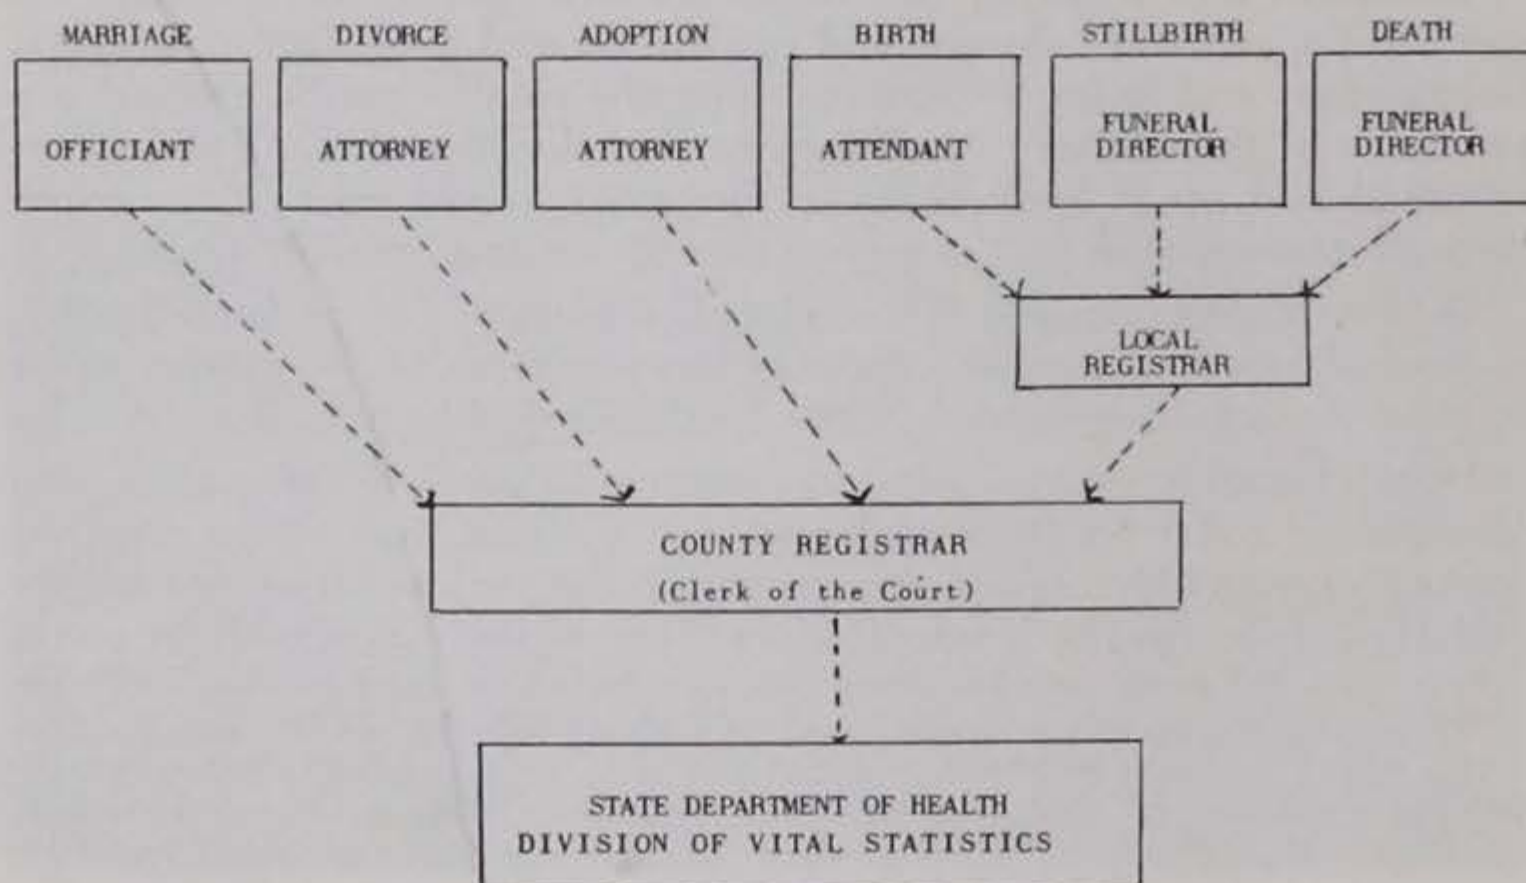 MARRIAGE
DIVORCE
ADOPTION
BIRTH
STILLBIRTH
DEATH
OFFICIANT
ATTORNEY
ATTORNEY
ATTENDANT
FUNERAL
DIRECTOR
FUNERAL
DIRECTOR
LOCAL
REGISTRAR
COUNTY REGISTRAR
(Clerk of the Court)
STATE DEPARTMENT OF HEALTH
DIVISION OF VITAL STATISTICS